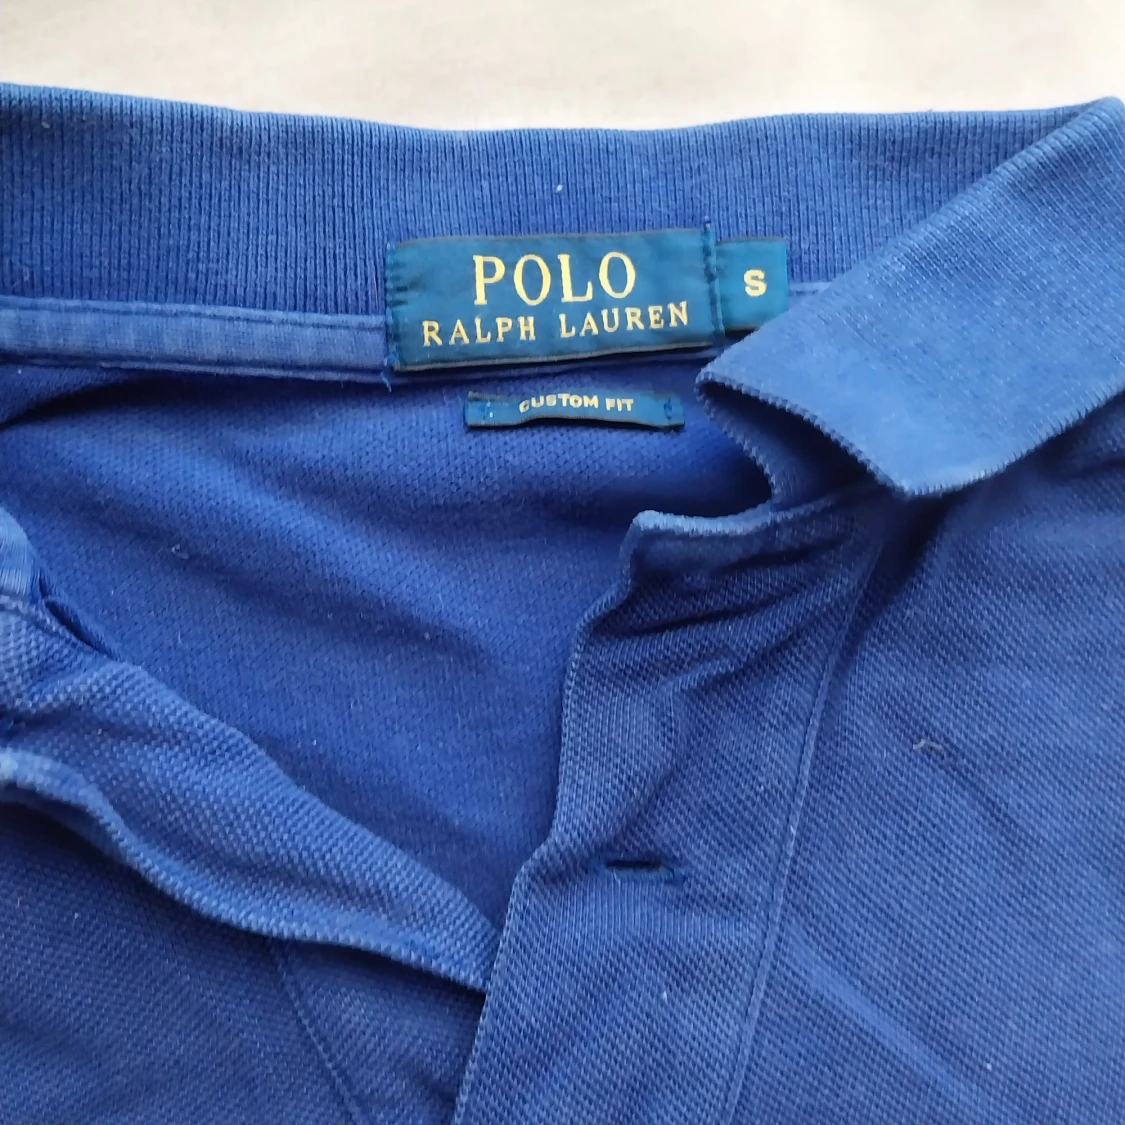 POLO
RALPH LAUREN
S
CUSTOM FIT